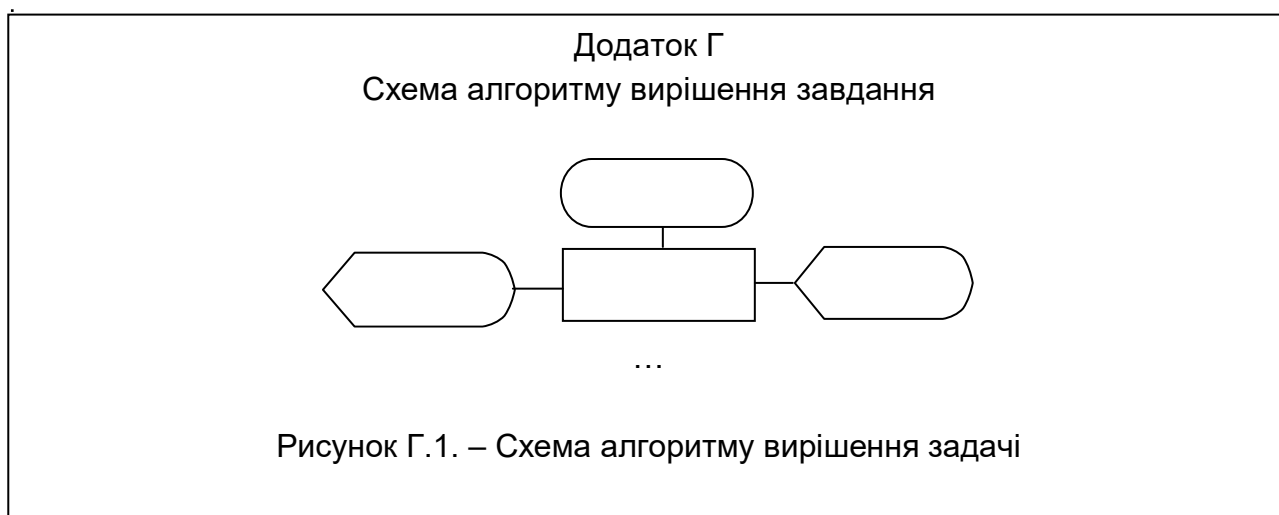 Додаток Г
Схема алгоритму вирішення завдання
…
Рисунок Г.1. – Схема алгоритму вирішення задачі